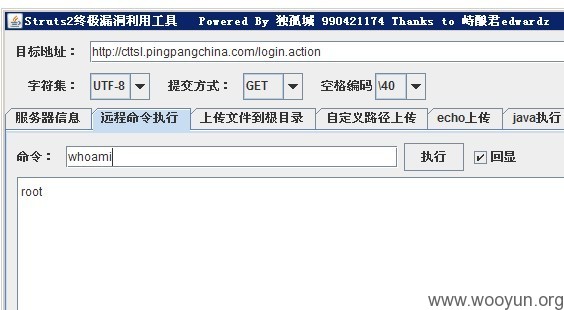 Struts2终极漏洞利用工具 Powered By 独孤城 990421174 Thanks to 峙酿君edwardz
目标地址： http://cttsl.pingpangchina.com/login.action
字符集： UTF-8 提交方式： GET 空格编码 \40
服务器信息 远程命令执行 上传文件到根目录 自定义路径上传 echo上传 java执行
命令： whoami 执行 回显
root
www.wooyun.org